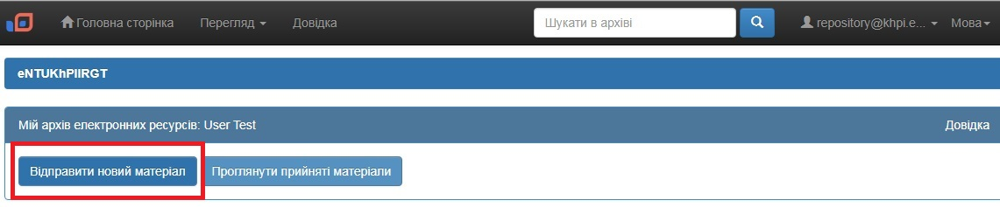 Головна сторінка Перегляд Довідка Шукати в архіві repository@khpi.e... Мова
eNTUKhPIIRGT
Мій архів електронних ресурсів: User Test Довідка
Відправити новий матеріал Проглянути прийняті матеріали